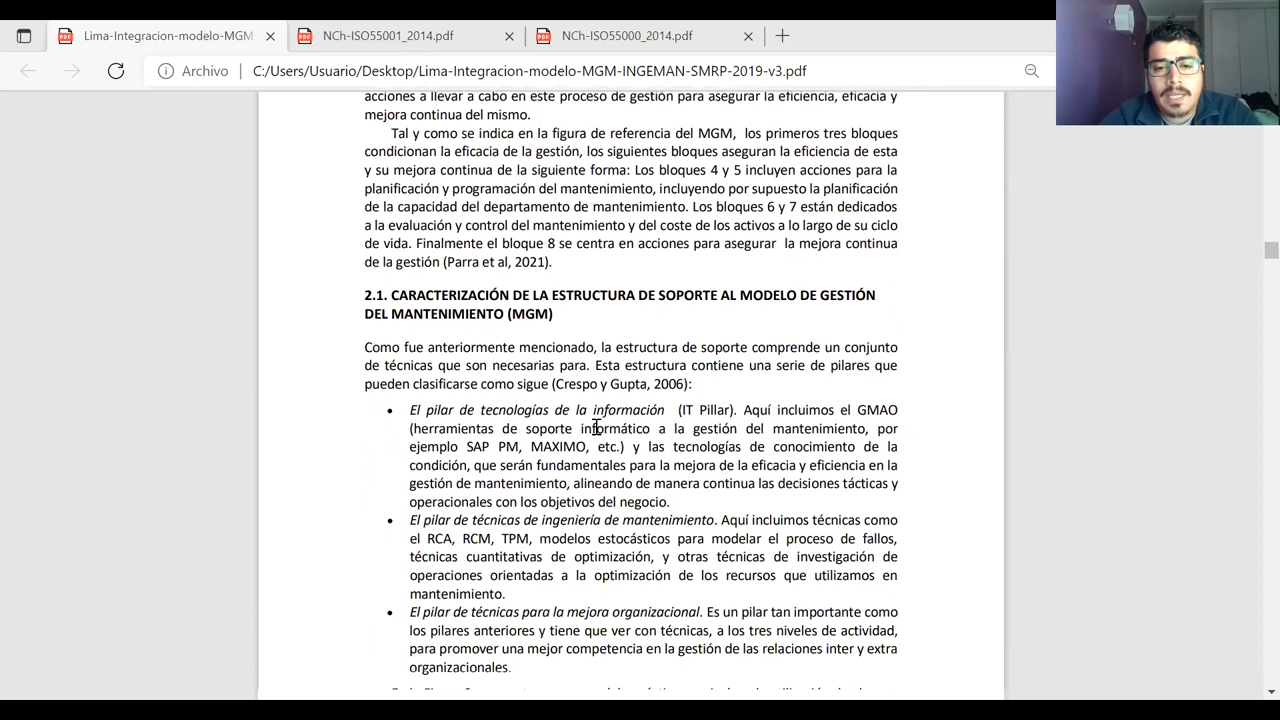 Lima-Integracion-modelo-MGM
NCh-ISO55001_2014.pdf
NCh-ISO55000_2014.pdf
Archivo
C:/Users/Usuario/Desktop/Lima-Integracion-modelo-MGM-INGEMAN-SMRP-2019-v3.pdf
acciones a llevar a cabo en este proceso de gestión para asegurar la eficiencia, eficacia y
mejora continua del mismo.
Tal y como se indica en la figura de referencia del MGM, los primeros tres bloques
condicionan la eficacia de la gestión, los siguientes bloques aseguran la eficiencia de esta
y su mejora continua de la siguiente forma: Los bloques 4 y 5 incluyen acciones para la
planificación y programación del mantenimiento, incluyendo por supuesto la planificación
de la capacidad del departamento de mantenimiento. Los bloques 6 y 7 están dedicados
a la evaluación y control del mantenimiento y del coste de los activos a lo largo de su ciclo
de vida. Finalmente el bloque 8 se centra en acciones para asegurar la mejora continua
de la gestión (Parra et al, 2021).
2.1. CARACTERIZACIÓN DE LA ESTRUCTURA DE SOPORTE AL MODELO DE GESTIÓN
DEL MANTENIMIENTO (MGM)
Como fue anteriormente mencionado, la estructura de soporte comprende un conjunto
de técnicas que son necesarias para. Esta estructura contiene una serie de pilares que
pueden clasificarse como sigue (Crespo y Gupta, 2006):
• El pilar de tecnologías de la información (IT Pillar). Aquí incluimos el GMAO
(herramientas de soporte informático a la gestión del mantenimiento, por
ejemplo SAP PM, MAXIMO, etc.) y las tecnologías de conocimiento de la
condición, que serán fundamentales para la mejora de la eficacia y eficiencia en la
gestión de mantenimiento, alineando de manera continua las decisiones tácticas y
operacionales con los objetivos del negocio.
• El pilar de técnicas de ingeniería de mantenimiento. Aquí incluimos técnicas como
el RCA, RCM, TPM, modelos estocásticos para modelar el proceso de fallos,
técnicas cuantitativas de optimización, y otras técnicas de investigación de
operaciones orientadas a la optimización de los recursos que utilizamos en
mantenimiento.
• El pilar de técnicas para la mejora organizacional. Es un pilar tan importante como
los pilares anteriores y tiene que ver con técnicas, a los tres niveles de actividad,
para promover una mejor competencia en la gestión de las relaciones inter y extra
organizacionales.